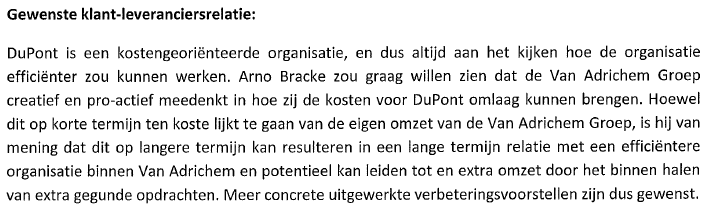 Gewenste klant-leveranciersrelatie:
DuPont is een kostengeoriënteerde organisatie, en dus altijd aan het kijken hoe de organisatie
efficiënter zou kunnen werken. Arno Bracke zou graag willen zien dat de Van Adrichem Groep
creatief en pro-actief meedenkt in hoe zij de kosten voor DuPont omlaag kunnen brengen. Hoewel
dit op korte termijn ten koste lijkt te gaan van de eigen omzet van de Van Adrichem Groep, is hij van
mening dat dit op langere termijn kan resulteren in een lange termijn relatie met een efficiëntere
organisatie binnen Van Adrichem en potentieel kan leiden tot en extra omzet door het binnen halen
van extra gegunde opdrachten. Meer concrete uitgewerkte verbeteringsvoorstellen zijn dus gewenst.